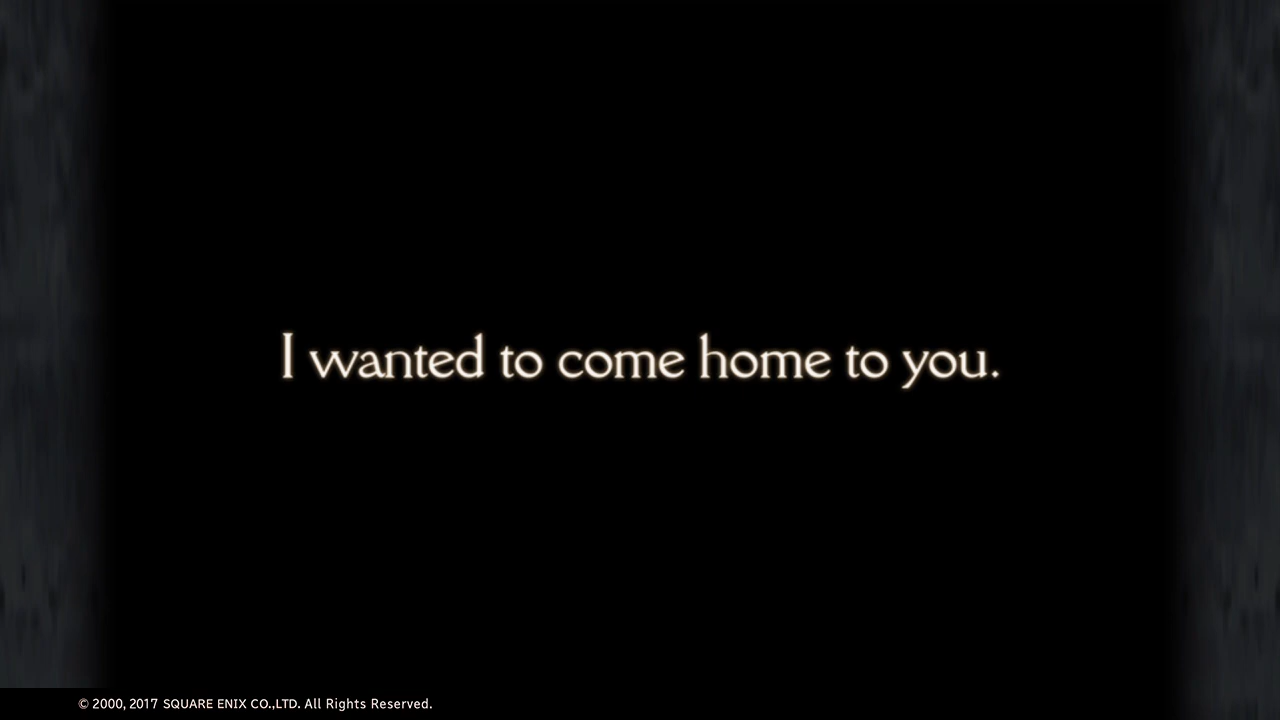 I wanted to come home to you.
© 2000, 2017 SQUARE ENIX CO.,LTD. All Rights Reserved.